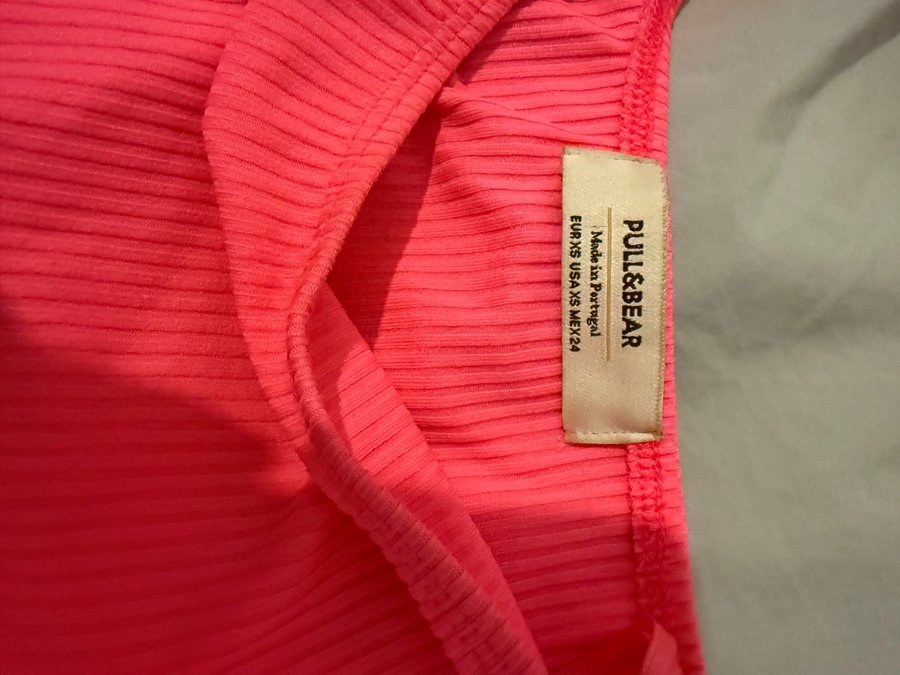 PULL&BEAR
Made in Portugal
EUR XS USA XS MEX 24